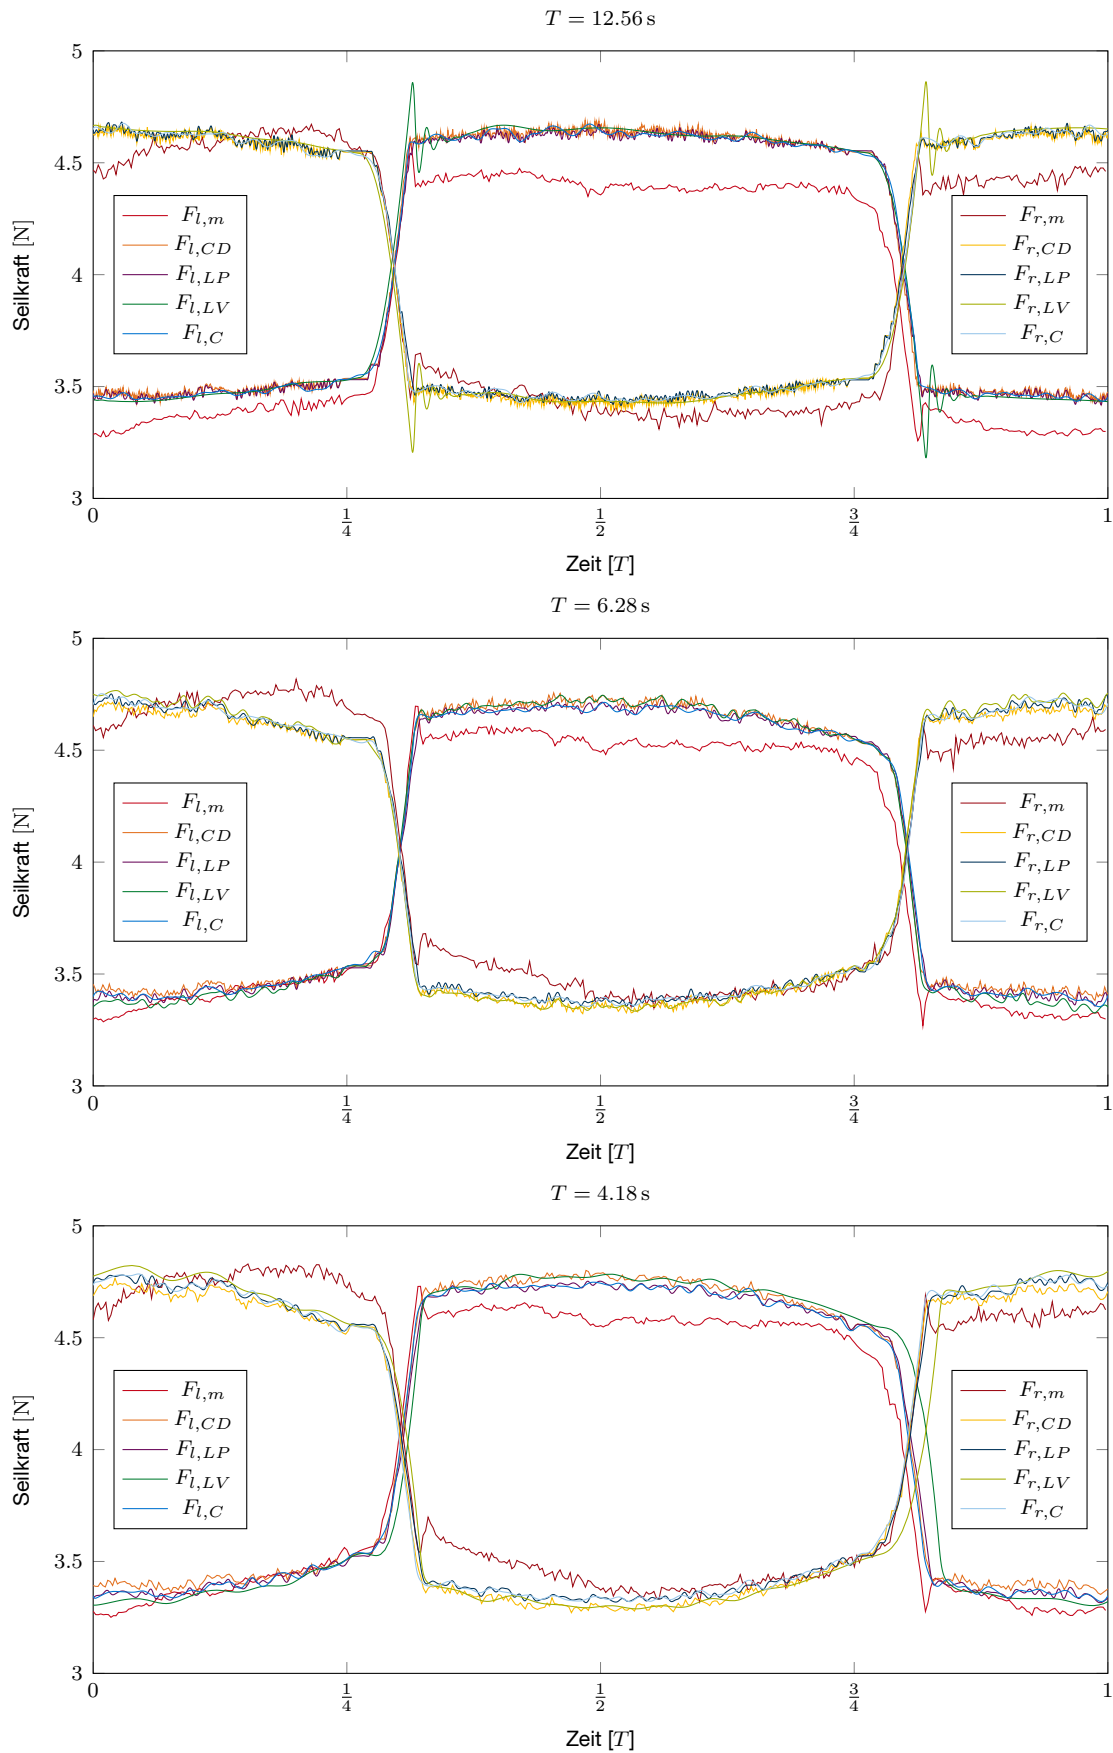 T = 12.56 s
5
4.5
4
3.5
3
Seilkraft [N]
F_{l,m}
F_{l,CD}
F_{l,LP}
F_{l,LV}
F_{l,C}
F_{r,m}
F_{r,CD}
F_{r,LP}
F_{r,LV}
F_{r,C}
0 1/4 1/2 3/4 1
Zeit [T]
T = 6.28 s
5
4.5
4
3.5
3
Seilkraft [N]
F_{l,m}
F_{l,CD}
F_{l,LP}
F_{l,LV}
F_{l,C}
F_{r,m}
F_{r,CD}
F_{r,LP}
F_{r,LV}
F_{r,C}
0 1/4 1/2 3/4 1
Zeit [T]
T = 4.18 s
5
4.5
4
3.5
3
Seilkraft [N]
F_{l,m}
F_{l,CD}
F_{l,LP}
F_{l,LV}
F_{l,C}
F_{r,m}
F_{r,CD}
F_{r,LP}
F_{r,LV}
F_{r,C}
0 1/4 1/2 3/4 1
Zeit [T]